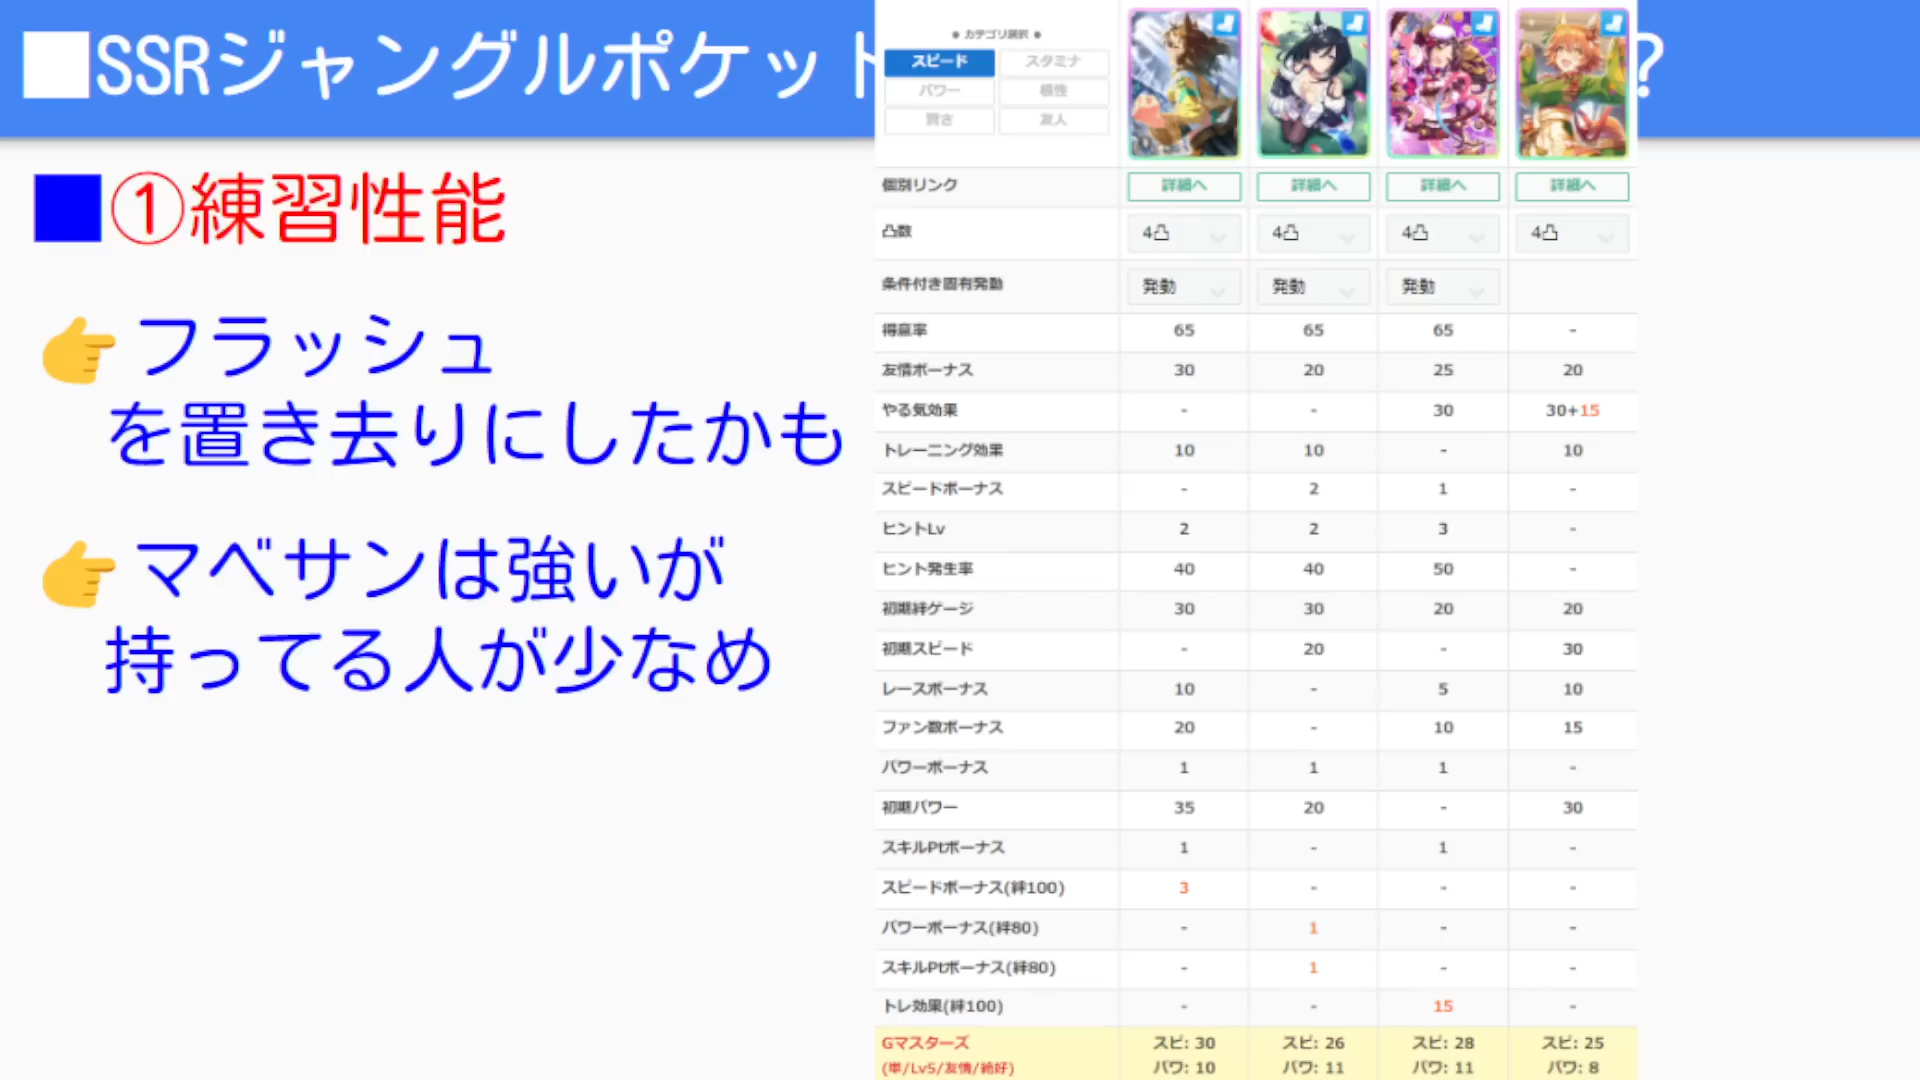 ■SSRジャングルポケット
?
■①練習性能
フラッシュ
を置き去りにしたかも
マベサンは強いが
持ってる人が少なめ
● カテゴリ選択 ●
スピード スタミナ
パワー 根性
賢さ 友人
個別リンク 詳細へ 詳細へ 詳細へ 詳細へ
凸数 4凸 4凸 4凸 4凸
条件付き固有発動 発動 発動 発動
得意率 65 65 65 -
友情ボーナス 30 20 25 20
やる気効果 - - 30 30+15
トレーニング効果 10 10 - 10
スピードボーナス - 2 1 -
ヒントLv 2 2 3 -
ヒント発生率 40 40 50 -
初期絆ゲージ 30 30 20 20
初期スピード - 20 - 30
レースボーナス 10 - 5 10
ファン数ボーナス 20 - 10 15
パワーボーナス 1 1 1 -
初期パワー 35 20 - 30
スキルPtボーナス 1 - 1 -
スピードボーナス(絆100) 3 - - -
パワーボーナス(絆80) - 1 - -
スキルPtボーナス(絆80) - 1 - -
トレ効果(絆100) - - 15 -
Gマスターズ スピ: 30 スピ: 26 スピ: 28 スピ: 25
(単/Lv5/友情/絶好) パワ: 10 パワ: 11 パワ: 11 パワ: 8